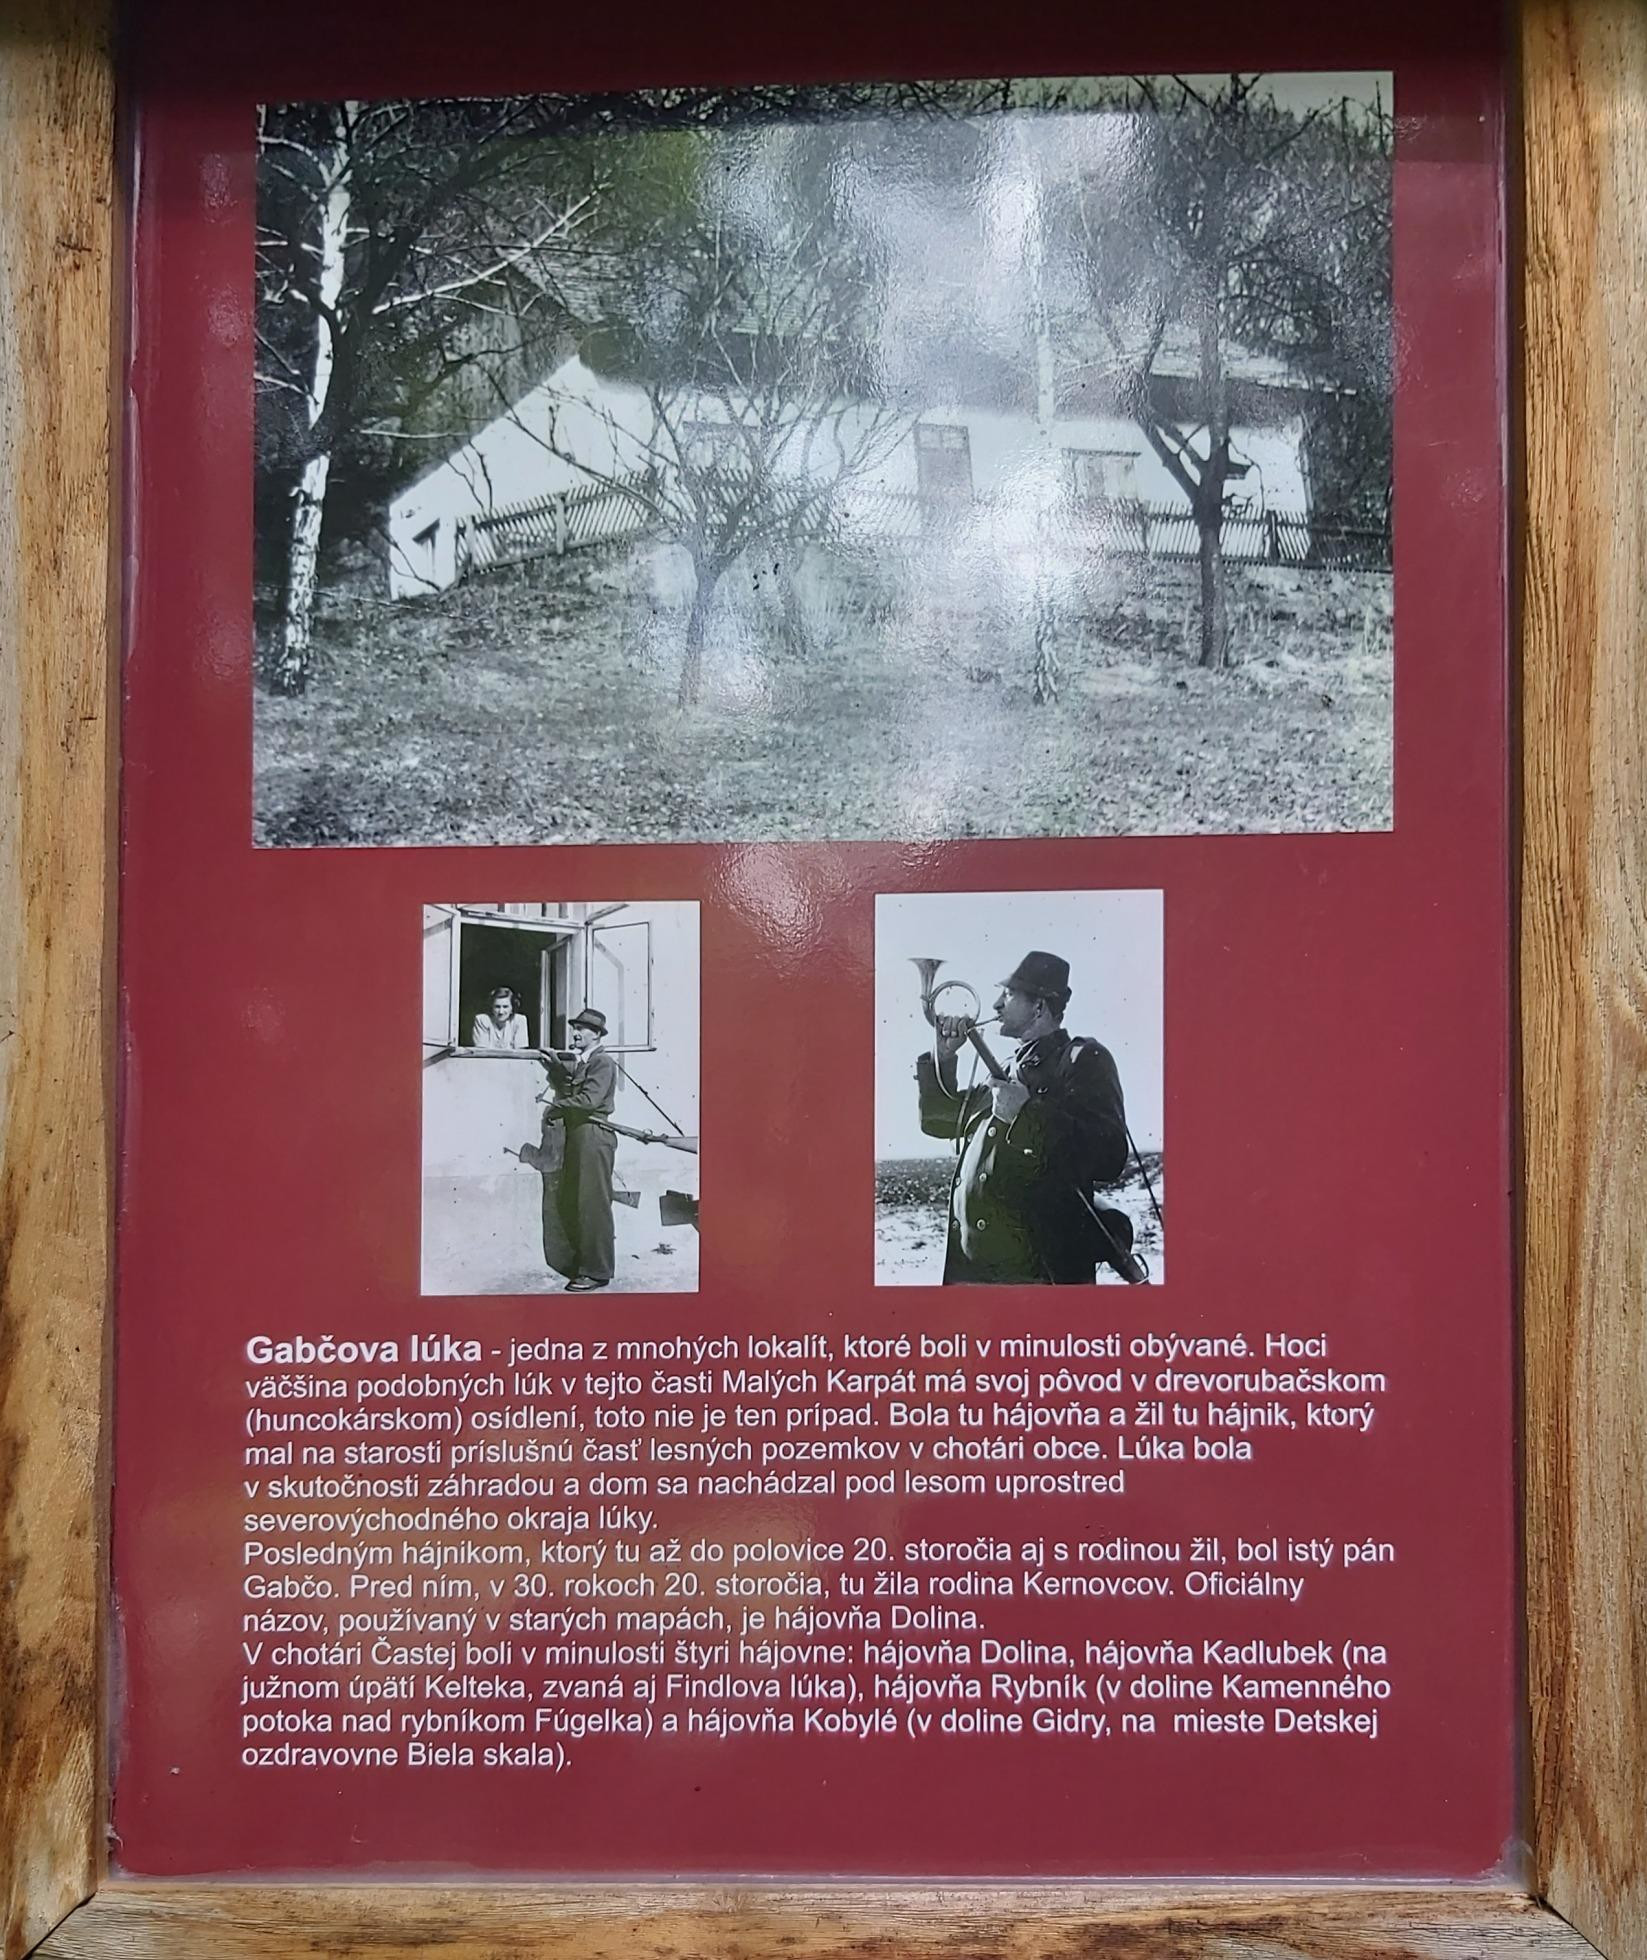 Gabčova lúka - jedna z mnohých lokalít, ktoré boli v minulosti obývané. Hoci
väčšina podobných lúk v tejto časti Malých Karpát má svoj pôvod v drevorubačskom
(huncokárskom) osídlení, toto nie je ten prípad. Bola tu hájovňa a žil tu hájnik, ktorý
mal na starosti príslušnú časť lesných pozemkov v chotári obce. Lúka bola
v skutočnosti záhradou a dom sa nachádzal pod lesom uprostred
severovýchodného okraja lúky.
Posledným hájnikom, ktorý tu až do polovice 20. storočia aj s rodinou žil, bol istý pán
Gabčo. Pred ním, v 30. rokoch 20. storočia, tu žila rodina Kernovcov. Oficiálny
názov, používaný v starých mapách, je hájovňa Dolina.
V chotári Častej boli v minulosti štyri hájovne: hájovňa Dolina, hájovňa Kadlubek (na
južnom úpätí Kelteka, zvaná aj Findlova lúka), hájovňa Rybník (v doline Kamenného
potoka nad rybníkom Fúgelka) a hájovňa Kobylé (v doline Gidry, na  mieste Detskej
ozdravovne Biela skala).